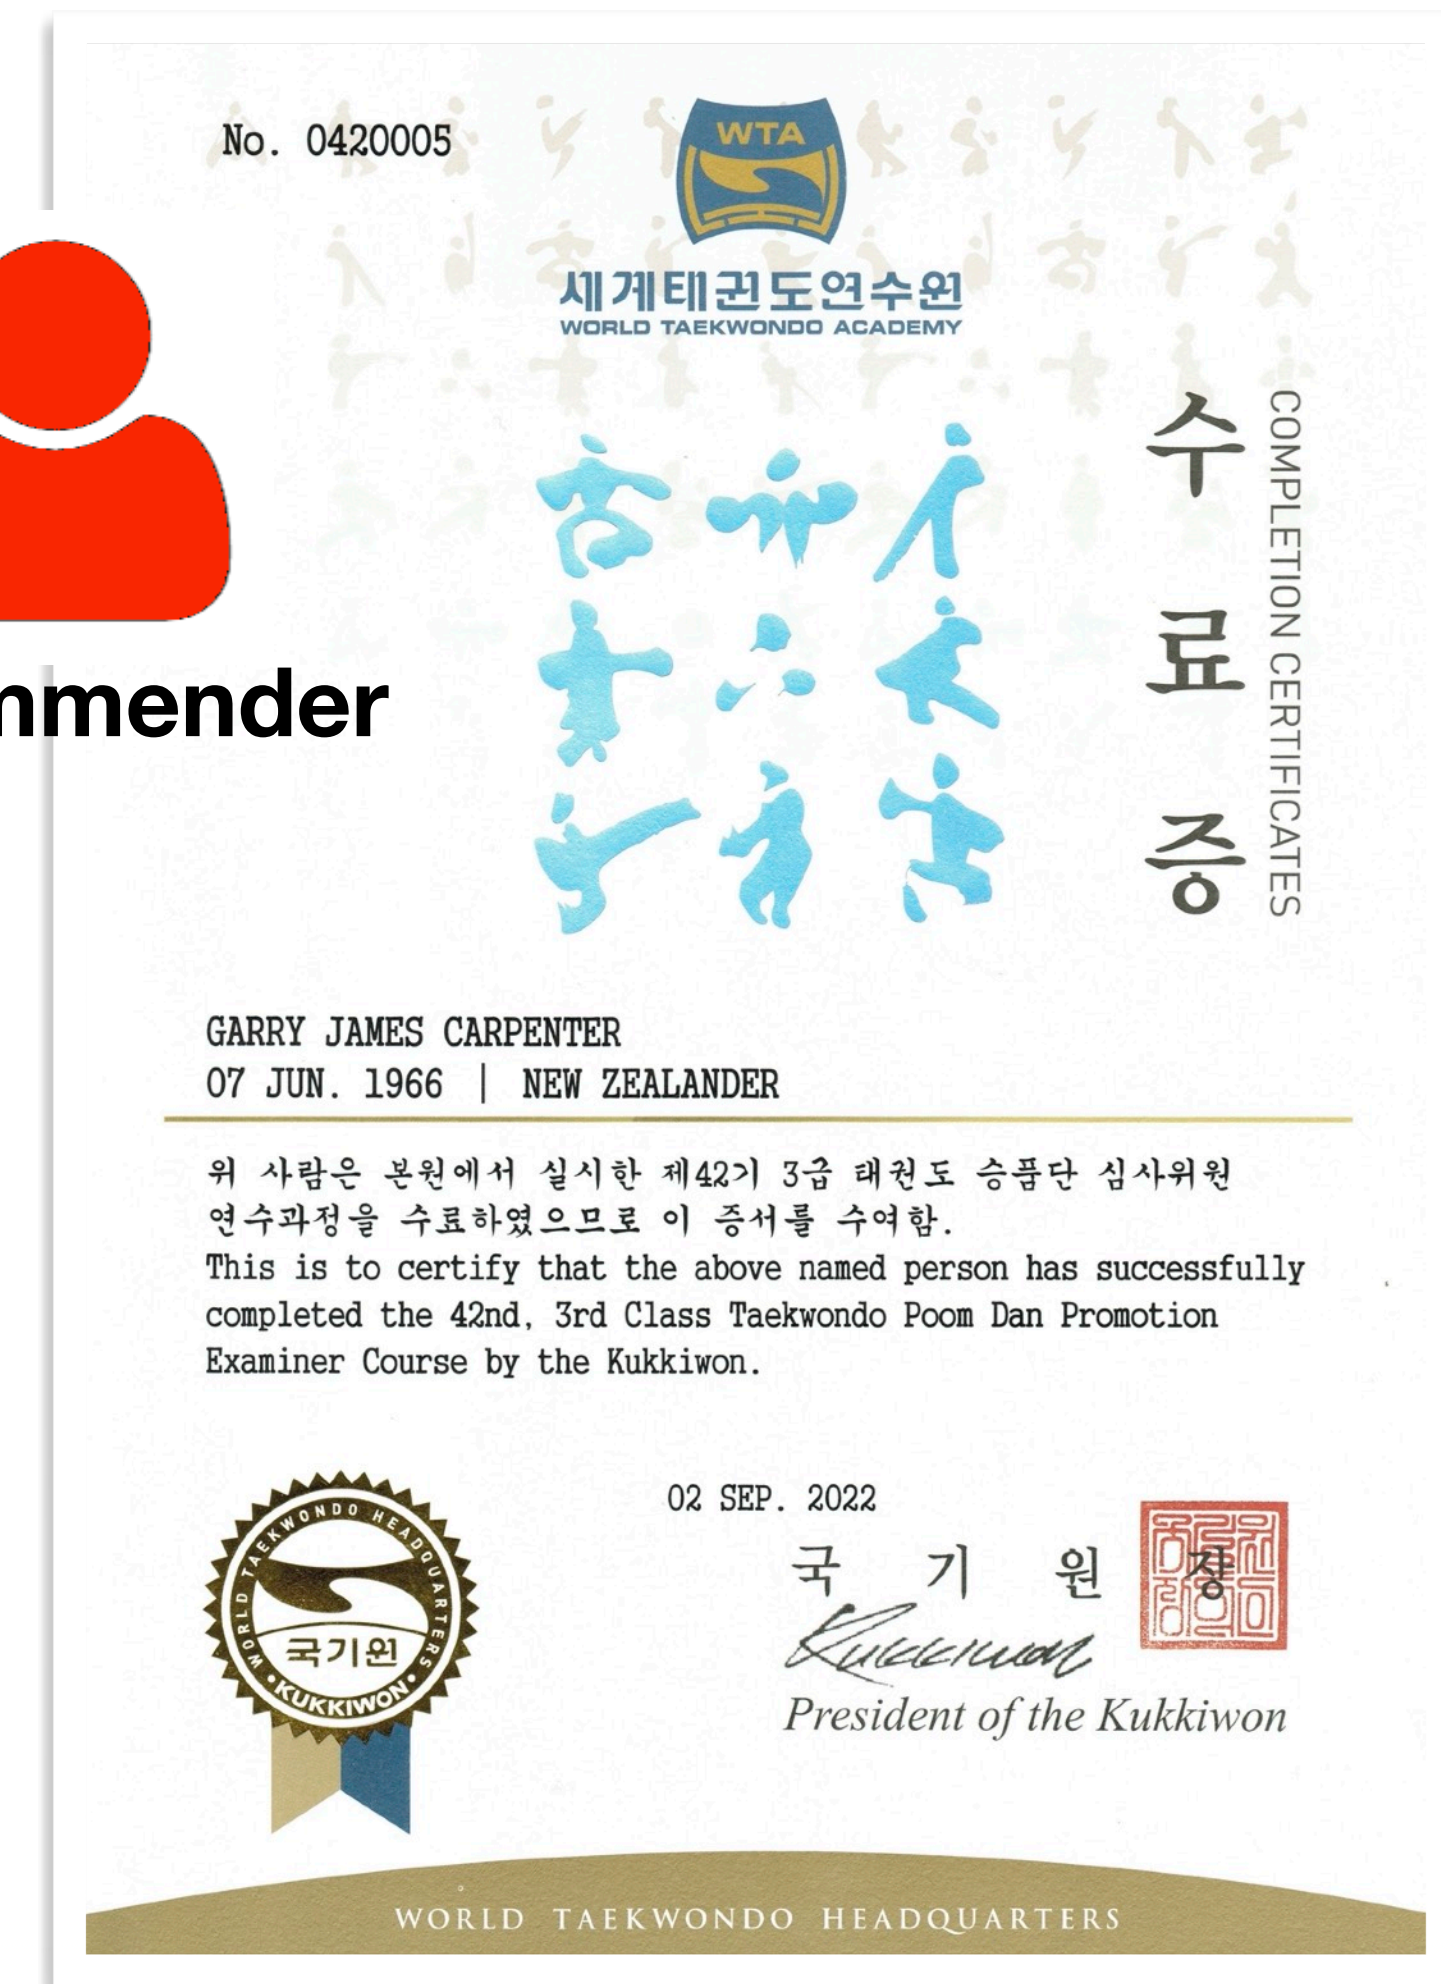 No. 0420005
WTA
세계태권도연수원
WORLD TAEKWONDO ACADEMY
수료증
COMPLETION CERTIFICATES
mmender
GARRY JAMES CARPENTER
07 JUN. 1966 | NEW ZEALANDER
위 사람은 본원에서 실시한 제42기 3급 태권도 승품단 심사위원
연수과정을 수료하였으므로 이 증서를 수여함.
This is to certify that the above named person has successfully
completed the 42nd, 3rd Class Taekwondo Poom Dan Promotion
Examiner Course by the Kukkiwon.
02 SEP. 2022
국 기 원 장
Kukkiwon
President of the Kukkiwon
WORLD TAEKWONDO HEADQUARTERS
국기원
•KUKKIWON•
WORLD TAEKWONDO HEADQUARTERS